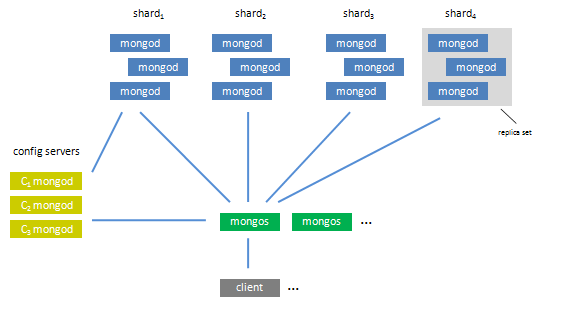 shard₁ shard₂ shard₃ shard₄
mongod mongod mongod mongod
mongod mongod mongod mongod
mongod mongod mongod mongod
replica set
config servers
C₁ mongod
C₂ mongod
C₃ mongod
mongos mongos ...
client ...